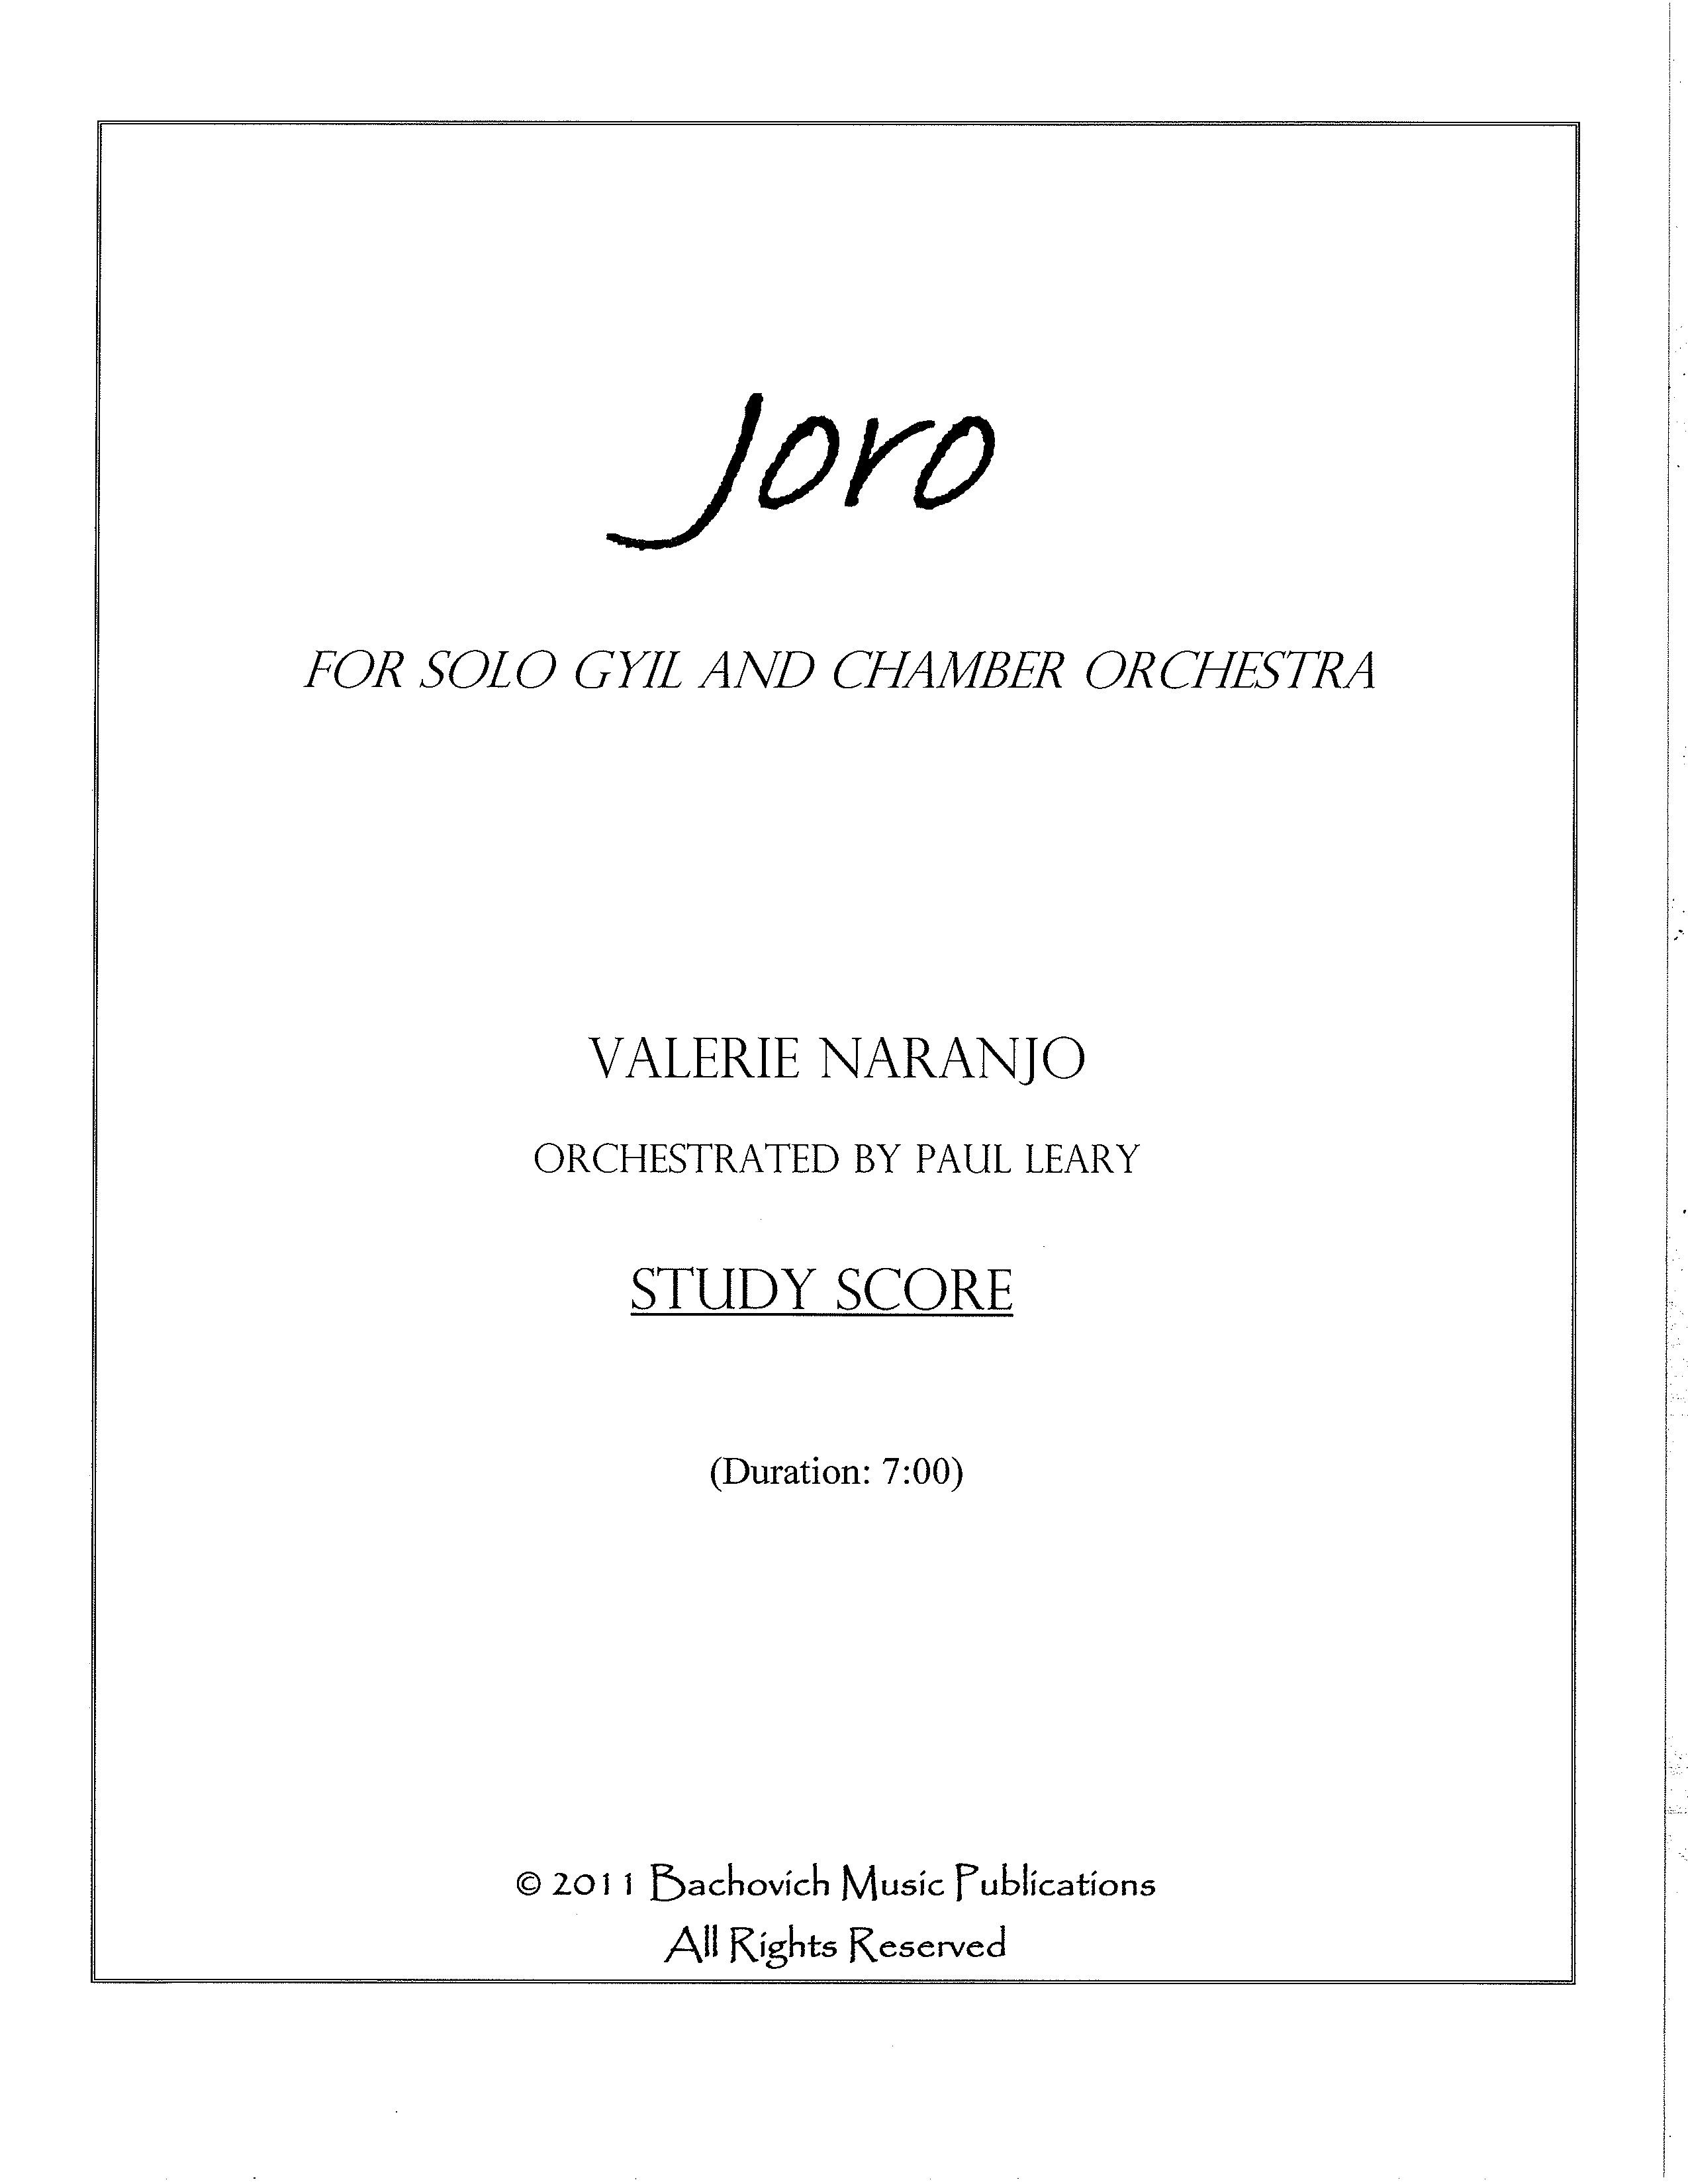 Joro
FOR SOLO GYIL AND CHAMBER ORCHESTRA
VALERIE NARANJO
ORCHESTRATED BY PAUL LEARY
STUDY SCORE
(Duration: 7:00)
© 2011 Bachovich Music Publications
All Rights Reserved